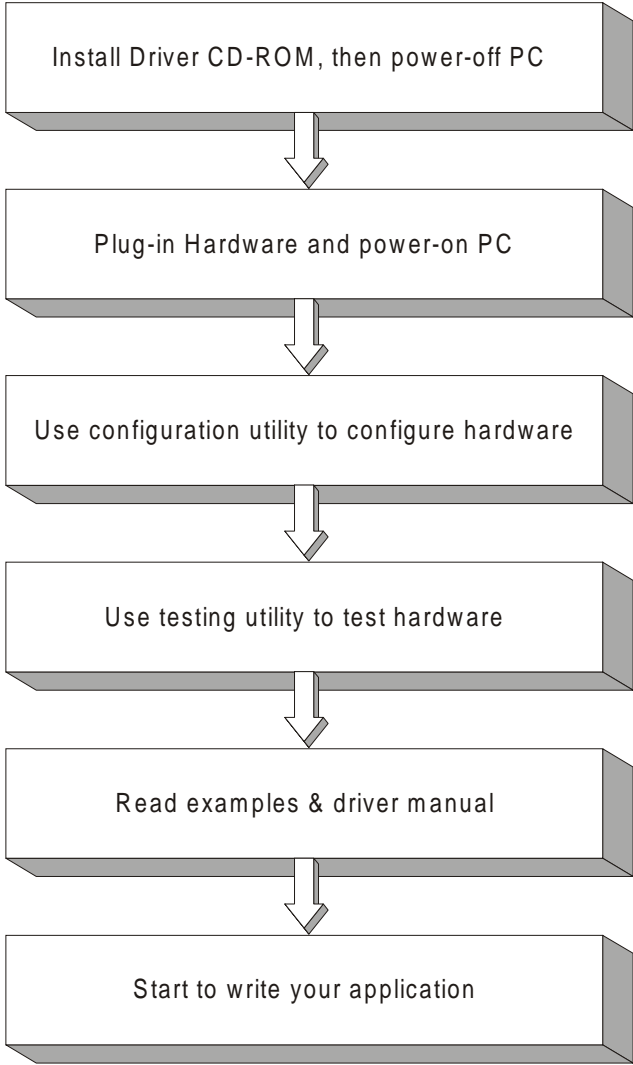 Install Driver CD-ROM, then power-off PC
Plug-in Hardware and power-on PC
Use configuration utility to configure hardware
Use testing utility to test hardware
Read examples & driver manual
Start to write your application